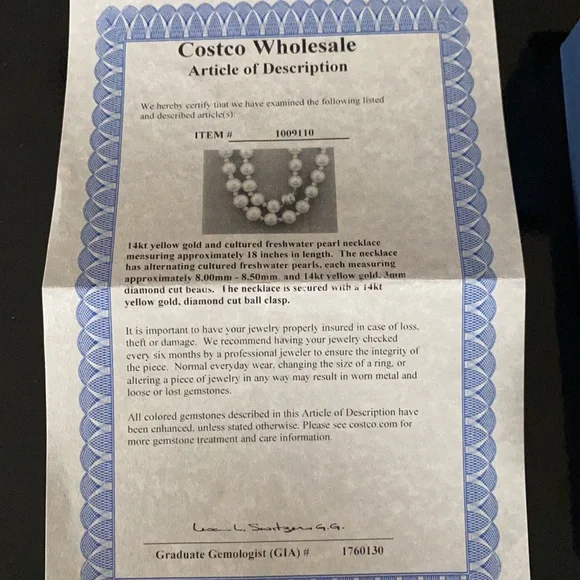 Costco Wholesale
Article of Description
We hereby certify that we have examined the following listed
and described article(s):
ITEM # 1009110
14kt yellow gold and cultured freshwater pearl necklace
measuring approximately 18 inches in length. The necklace
has alternating cultured freshwater pearls, each measuring
approximately 8.00mm - 8.50mm, and 14kt yellow gold, 3mm
diamond cut beads. The necklace is secured with a 14kt
yellow gold, diamond cut ball clasp.
It is important to have your jewelry properly insured in case of loss,
theft or damage. We recommend having your jewelry checked
every six months by a professional jeweler to ensure the integrity of
the piece. Normal everyday wear, changing the size of a ring, or
altering a piece of jewelry in any way may result in worn metal and
loose or lost gemstones.
All colored gemstones described in this Article of Description have
been enhanced, unless stated otherwise. Please see costco.com for
more gemstone treatment and care information.
L. G.G.
Graduate Gemologist (GIA) # 1760130